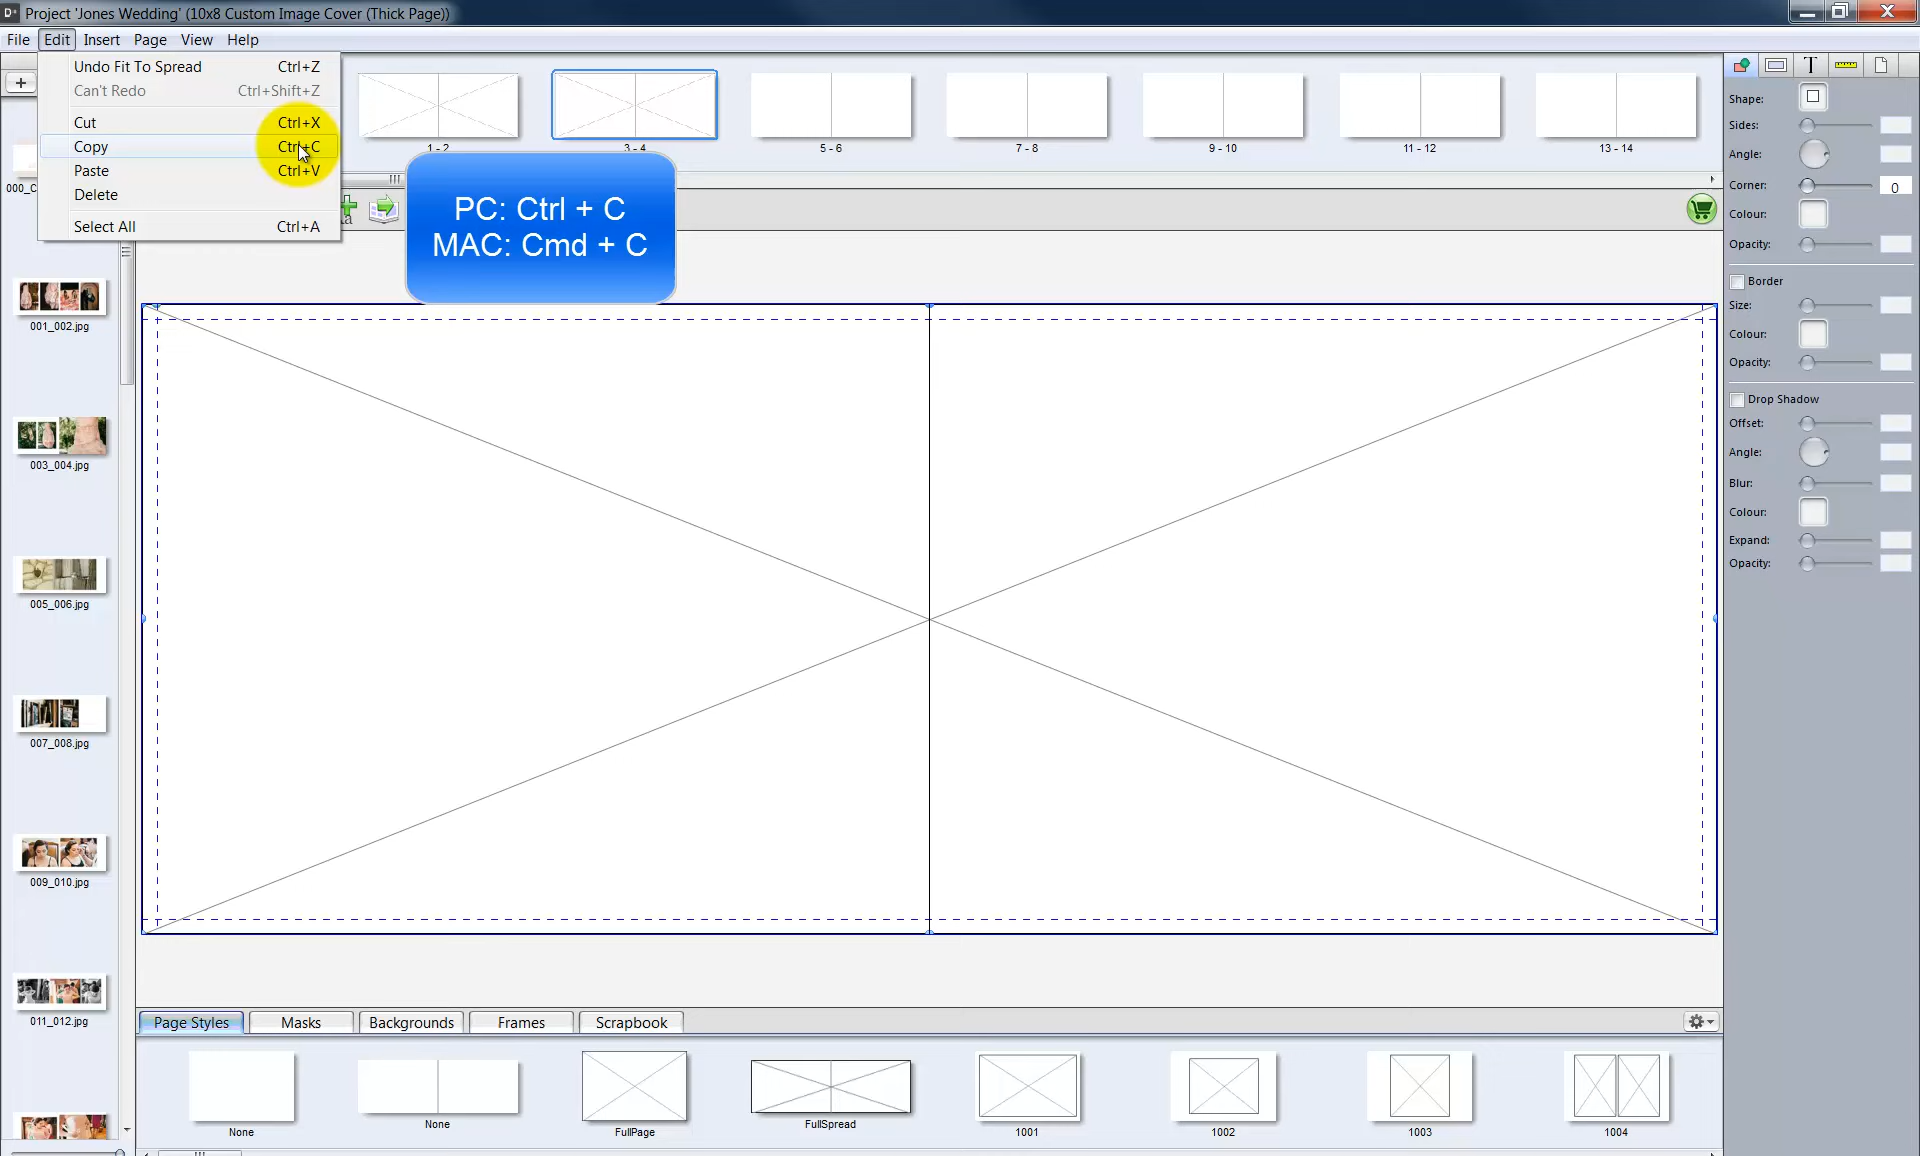 Project 'Jones Wedding' (10x8 Custom Image Cover (Thick Page))
File Edit Insert Page View Help
Undo Fit To Spread Ctrl+Z
Can't Redo Ctrl+Shift+Z
Cut Ctrl+X
Copy Ctrl+C
Paste Ctrl+V
Delete
Select All Ctrl+A
1 - 2
3 - 4
5 - 6
7 - 8
9 - 10
11 - 12
13 - 14
PC: Ctrl + C
MAC: Cmd + C
000_C
001_002.jpg
003_004.jpg
005_006.jpg
007_008.jpg
009_010.jpg
011_012.jpg
Shape:
Sides:
Angle:
Corner: 0
Colour:
Opacity:
Border
Size:
Colour:
Opacity:
Drop Shadow
Offset:
Angle:
Blur:
Colour:
Expand:
Opacity:
Page Styles Masks Backgrounds Frames Scrapbook
None
None
FullPage
FullSpread
1001
1002
1003
1004